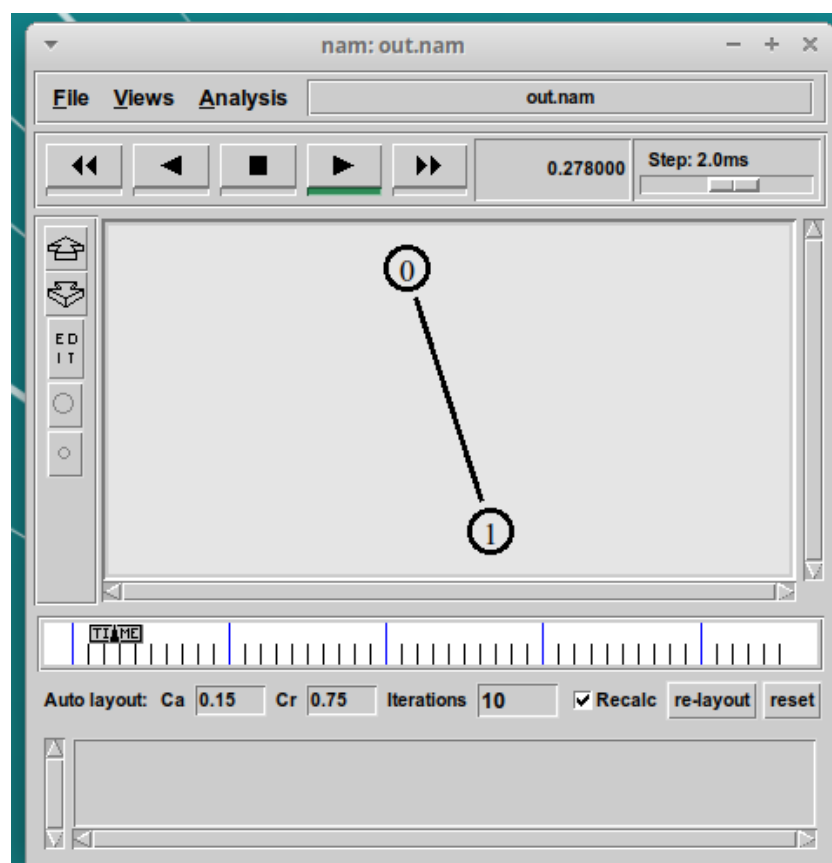 nam: out.nam
File Views Analysis out.nam
0.278000 Step: 2.0ms
0
ED
IT
1
TIME
Auto layout: Ca 0.15 Cr 0.75 Iterations 10 Recalc re-layout reset